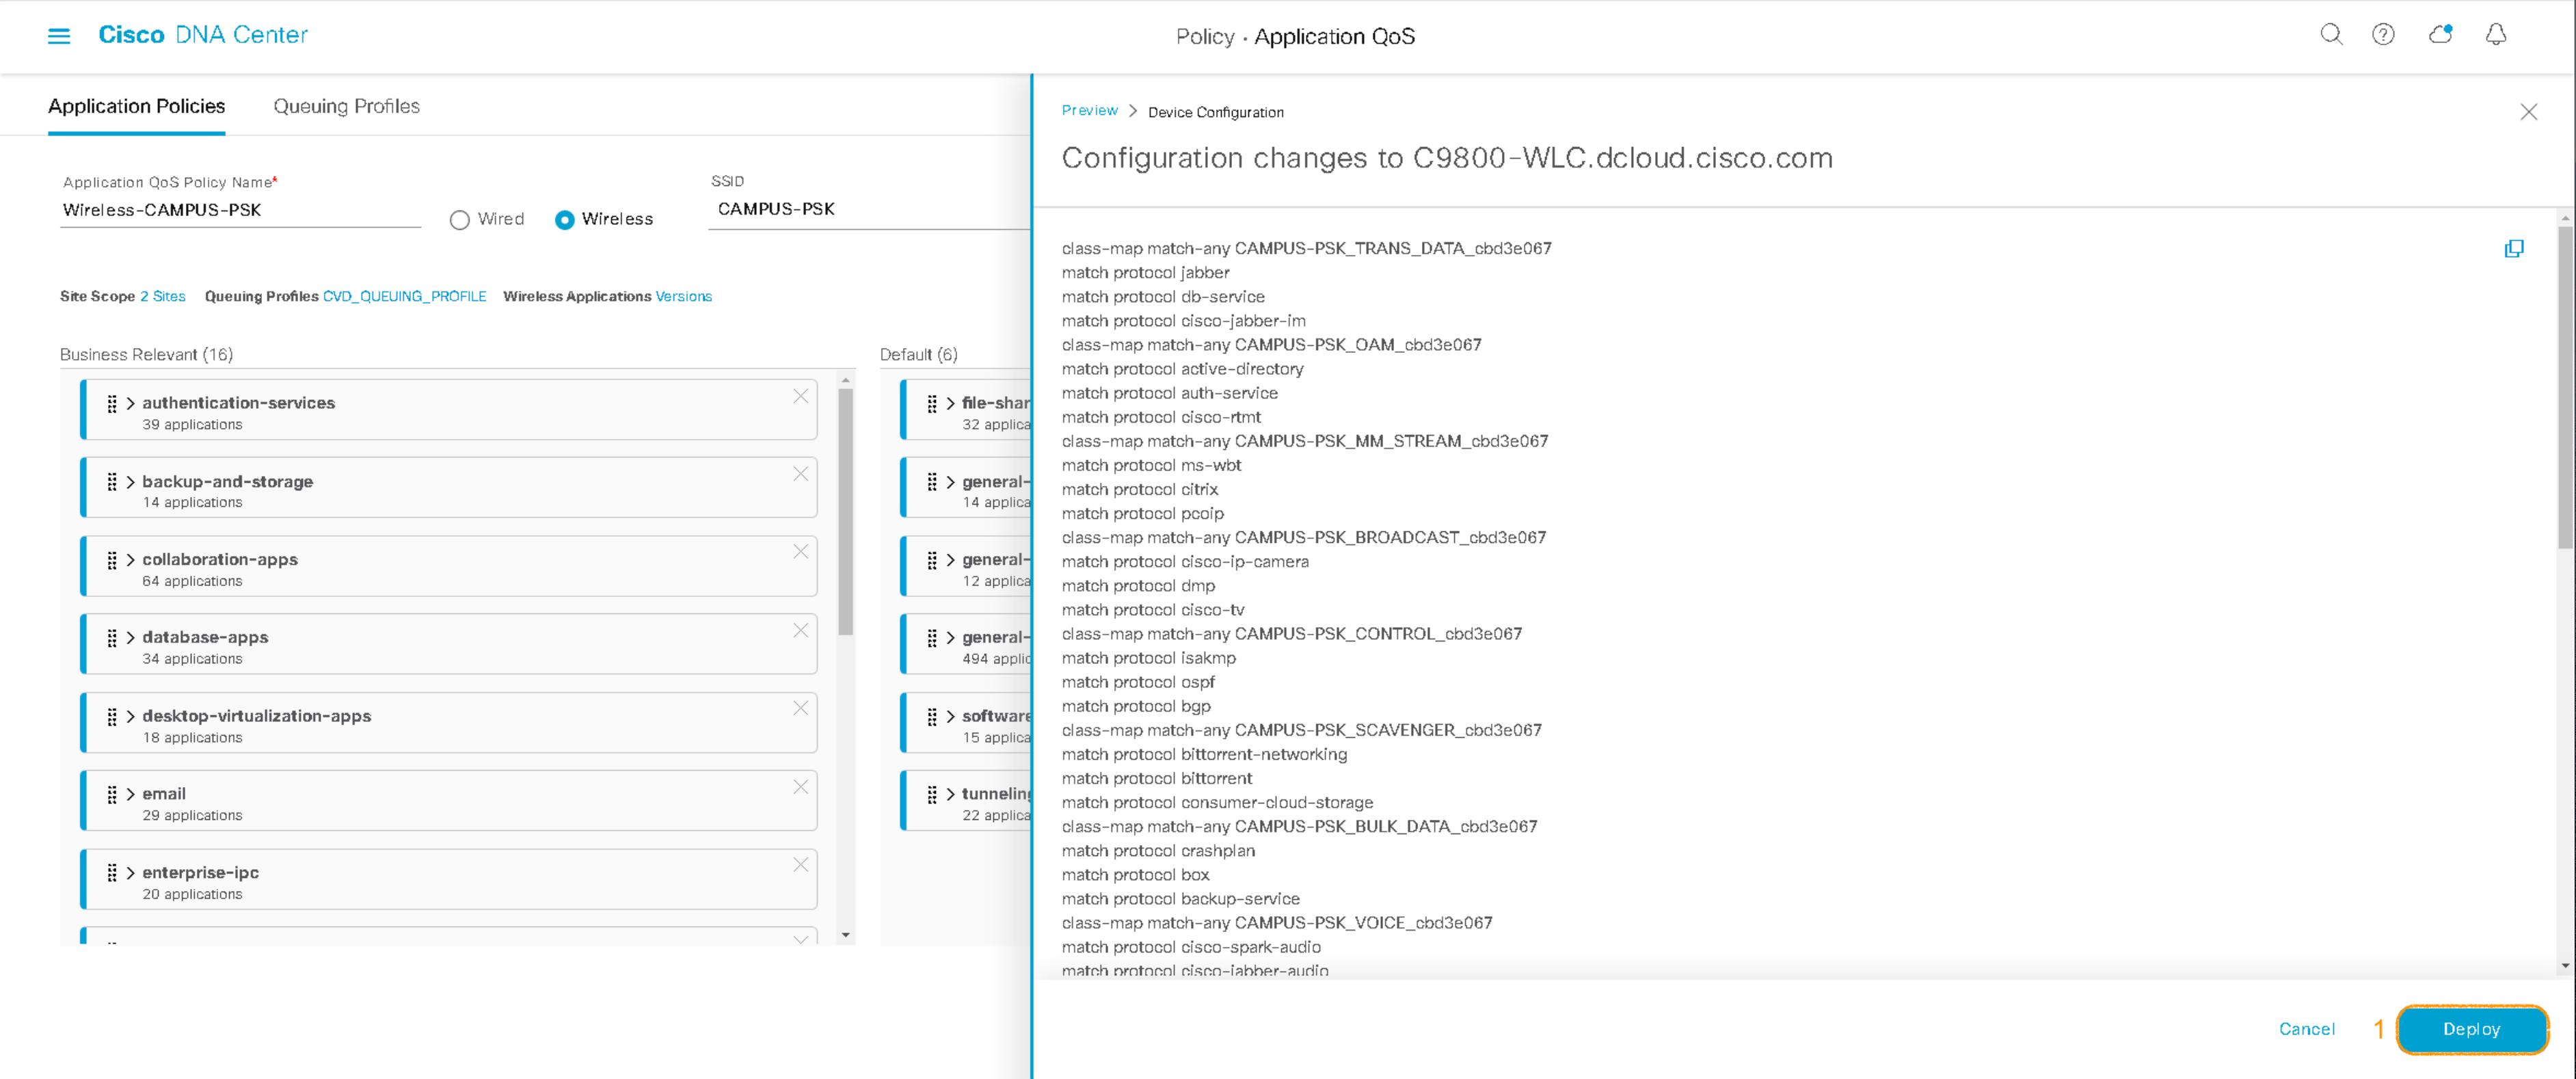 Cisco DNA Center
Policy · Application QoS
Application Policies
Queuing Profiles
Application QoS Policy Name*
Wireless-CAMPUS-PSK
Wired
Wireless
SSID
CAMPUS-PSK
Site Scope 2 Sites Queuing Profiles CVD_QUEUING_PROFILE Wireless Applications Versions
Business Relevant (16)
authentication-services
39 applications
backup-and-storage
14 applications
collaboration-apps
64 applications
database-apps
34 applications
desktop-virtualization-apps
18 applications
email
29 applications
enterprise-ipc
20 applications
Default (6)
file-shar
32 applica
general-
14 applica
general-
12 applica
general-
494 applic
software
15 applica
tunneling
22 applica
Preview > Device Configuration
Configuration changes to C9800-WLC.dcloud.cisco.com
class-map match-any CAMPUS-PSK_TRANS_DATA_cbd3e067
match protocol jabber
match protocol db-service
match protocol cisco-jabber-im
class-map match-any CAMPUS-PSK_OAM_cbd3e067
match protocol active-directory
match protocol auth-service
match protocol cisco-rtmt
class-map match-any CAMPUS-PSK_MM_STREAM_cbd3e067
match protocol ms-wbt
match protocol citrix
match protocol pcoip
class-map match-any CAMPUS-PSK_BROADCAST_cbd3e067
match protocol cisco-ip-camera
match protocol dmp
match protocol cisco-tv
class-map match-any CAMPUS-PSK_CONTROL_cbd3e067
match protocol isakmp
match protocol ospf
match protocol bgp
class-map match-any CAMPUS-PSK_SCAVENGER_cbd3e067
match protocol bittorrent-networking
match protocol bittorrent
match protocol consumer-cloud-storage
class-map match-any CAMPUS-PSK_BULK_DATA_cbd3e067
match protocol crashplan
match protocol box
match protocol backup-service
class-map match-any CAMPUS-PSK_VOICE_cbd3e067
match protocol cisco-spark-audio
match protocol cisco-jabber-audio
Cancel
1
Deploy